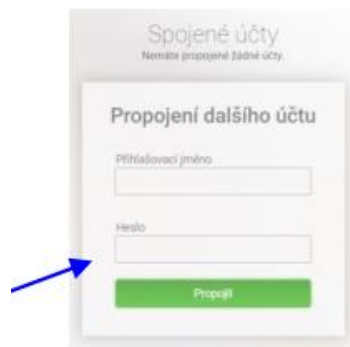 Spojené účty
Nemáte propojené žádné účty.
Propojení dalšího účtu
Přihlašovací jméno
Heslo
Propojit